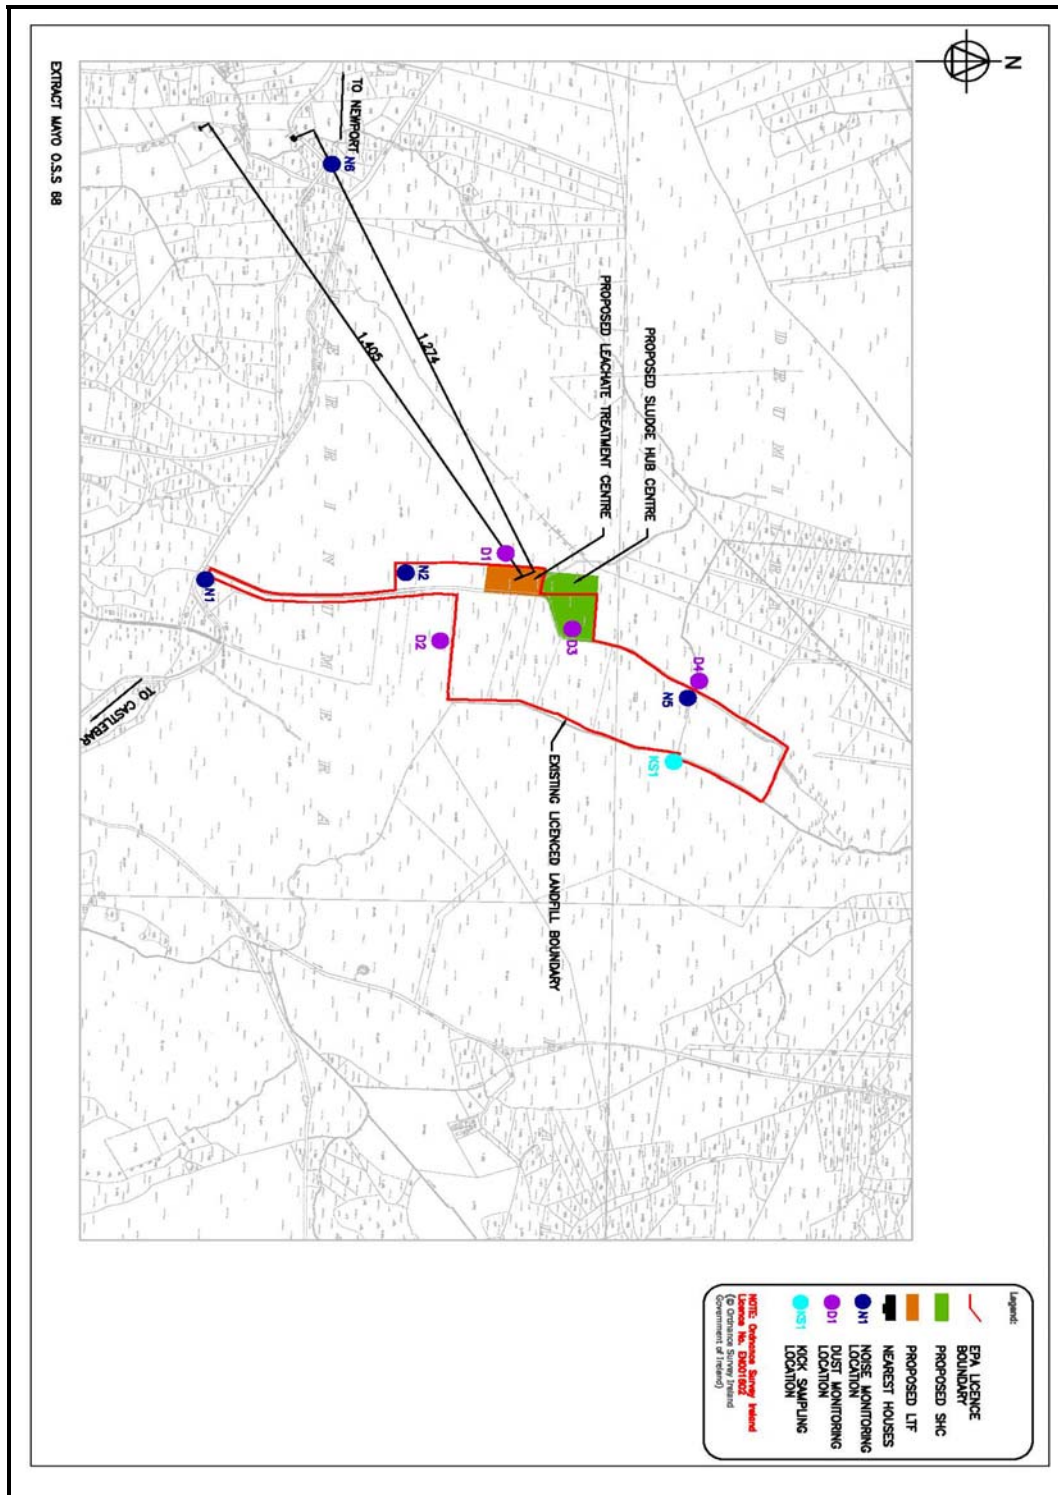 N
EXTRACT MAYO O.S.S 68
TO NEWPORT
N6
1,405
1,274
PROPOSED LEACHATE TREATMENT CENTRE
PROPOSED SLUDGE HUB CENTRE
D1
N2
N1
D2
D3
D4
N5
KS1
TO CASTLEBAR
EXISTING LICENCED LANDFILL BOUNDARY
Legend:
EPA LICENCE
BOUNDARY
PROPOSED SHC
PROPOSED LTF
NEAREST HOUSES
N1
NOISE MONITORING
LOCATION
D1
DUST MONITORING
LOCATION
KS1
KICK SAMPLING
LOCATION
NOTE: Ordnance Survey Ireland
Licence No.
(© Ordnance Survey Ireland
Government of Ireland)